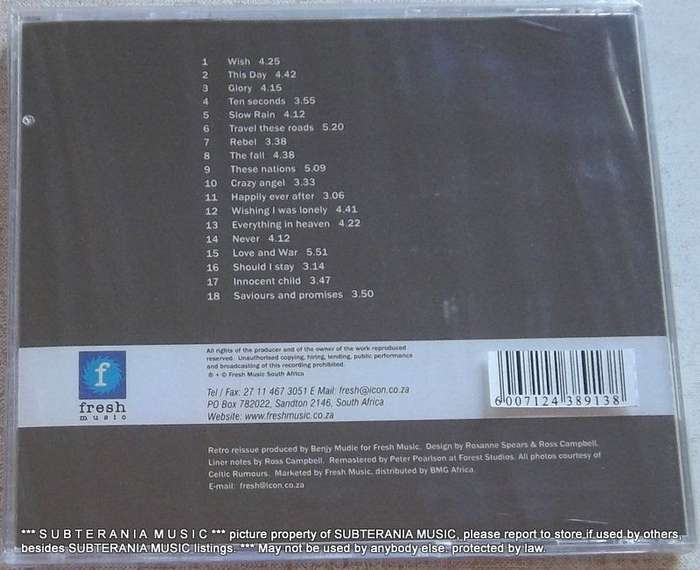 1 Wish 4.25
2 This Day 4.42
3 Glory 4.15
4 Ten seconds 3.55
5 Slow Rain 4.12
6 Travel these roads 5.20
7 Rebel 3.38
8 The fall 4.38
9 These nations 5.09
10 Crazy angel 3.33
11 Happily ever after 3.06
12 Wishing I was lonely 4.41
13 Everything in heaven 4.22
14 Never 4.12
15 Love and War 5.51
16 Should I stay 3.14
17 Innocent child 3.47
18 Saviours and promises 3.50
f
fresh
music
All rights of the producer and of the owner of the work reproduced
reserved. Unauthorised copying, hiring, lending, public performance
and broadcasting of this recording prohibited.
℗ + © Fresh Music South Africa
Tel / Fax: 27 11 467 3051 E Mail: fresh@icon.co.za
PO Box 782022, Sandton 2146, South Africa
Website: www.freshmusic.co.za
6007124389138
Retro reissue produced by Benjy Mudie for Fresh Music. Design by Roxanne Spears & Ross Campbell.
Liner notes by Ross Campbell. Remastered by Peter Pearlson at Forest Studios. All photos courtesy of
Celtic Rumours. Marketed by Fresh Music, distributed by BMG Africa.
E-mail: fresh@icon.co.za
*** S U B T E R A N I A M U S I C *** picture property of SUBTERANIA MUSIC, please report to store if used by others,
besides SUBTERANIA MUSIC listings. *** May not be used by anybody else. protected by law.